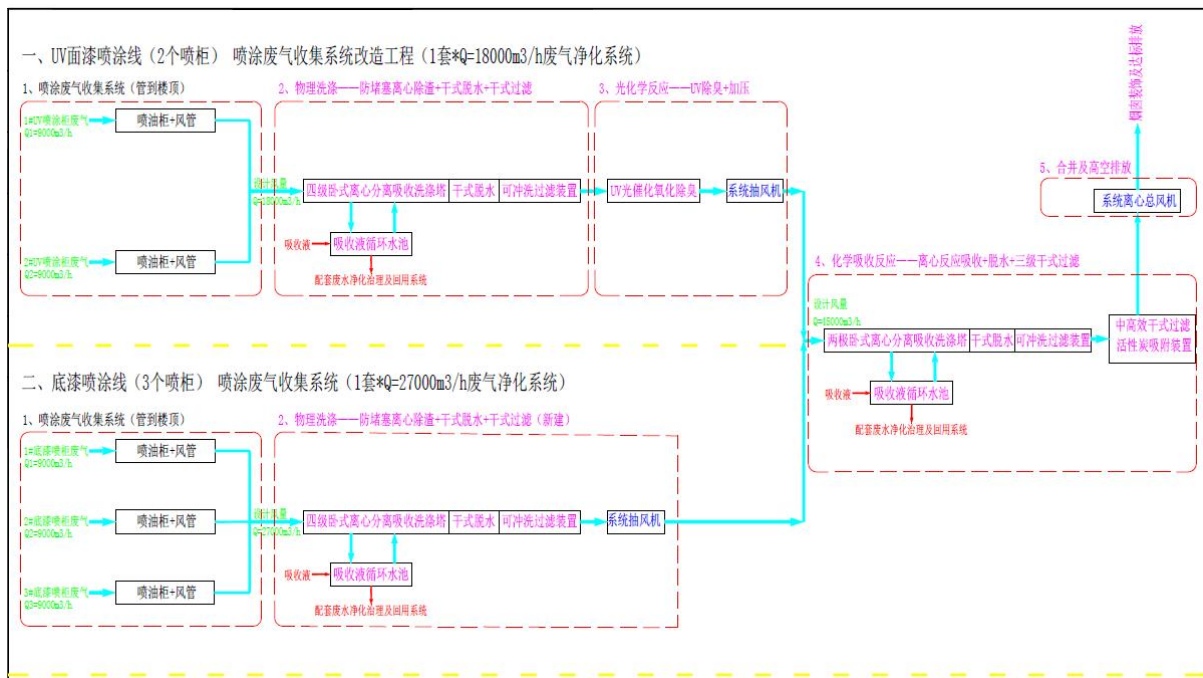 一、UV面漆喷涂线（2个喷柜） 喷涂废气收集系统改造工程（1套*Q=18000m3/h废气净化系统）
1、喷涂废气收集系统（管到楼顶）
1#UV喷涂柜废气
Q1=9000m3/h
喷油柜+风管
2#UV喷涂柜废气
Q2=9000m3/h
喷油柜+风管
设计风量
Q=18000m3/h
2、物理洗涤——防堵塞离心除渣+干式脱水+干式过滤
四级卧式离心分离吸收洗涤塔
干式脱水
可冲洗过滤装置
吸收液
吸收液循环水池
配套废水净化治理及回用系统
3、光化学反应——UV除臭+加压
UV光催化氧化除臭
系统抽风机
二、底漆喷涂线（3个喷柜） 喷涂废气收集系统（1套*Q=27000m3/h废气净化系统）
1、喷涂废气收集系统（管到楼顶）
1#底漆喷柜废气
Q1=9000m3/h
喷油柜+风管
2#底漆喷柜废气
Q2=9000m3/h
喷油柜+风管
3#底漆喷柜废气
Q3=9000m3/h
喷油柜+风管
设计风量
Q=27000m3/h
2、物理洗涤——防堵塞离心除渣+干式脱水+干式过滤（新建）
四级卧式离心分离吸收洗涤塔
干式脱水
可冲洗过滤装置
系统抽风机
吸收液
吸收液循环水池
配套废水净化治理及回用系统
4、化学吸收反应——离心反应吸收+脱水+三级干式过滤
设计风量
Q=45000m3/h
两极卧式离心分离吸收洗涤塔
干式脱水
可冲洗过滤装置
中高效干式过滤
活性炭吸附装置
吸收液
吸收液循环水池
配套废水净化治理及回用系统
5、合并及高空排放
系统离心总风机
烟囱装饰及达标排放